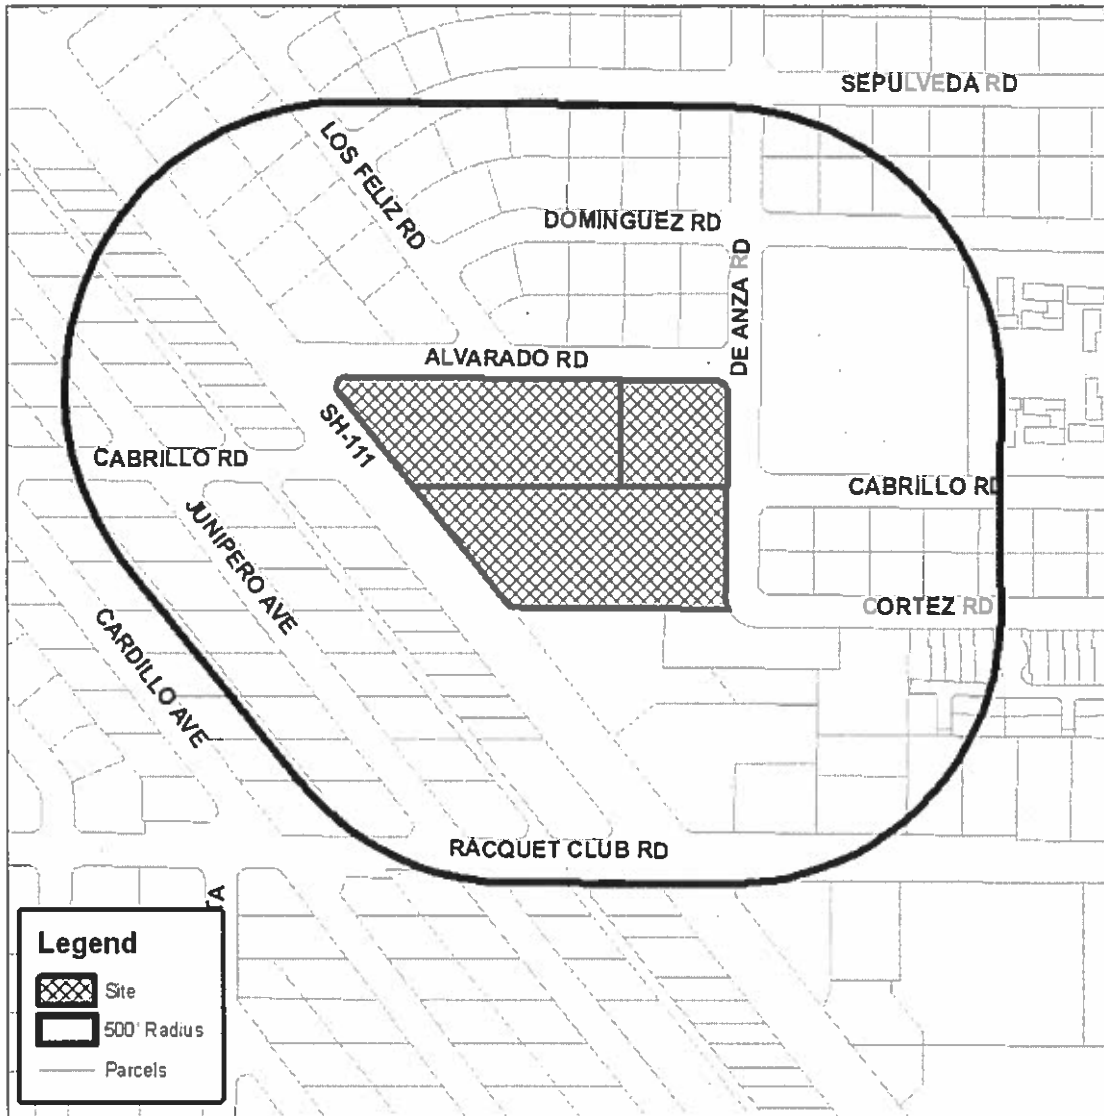 SEPULVEDA RD
LOS FELIZ RD
DOMINGUEZ RD
DE ANZA RD
ALVARADO RD
SH-111
CABRILLO RD
CABRILLO RD
JUNIPERO AVE
CORTEZ RD
CARDILLO AVE
RACQUET CLUB RD
TA
Legend
Site
500' Radius
Parcels